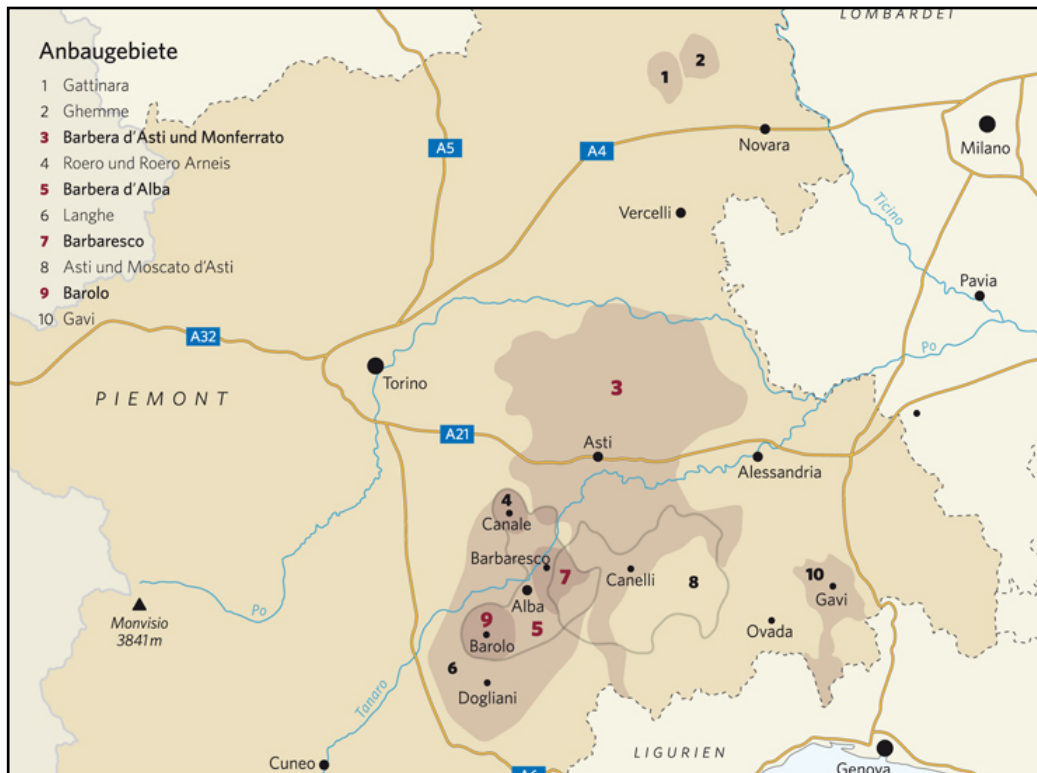 LOMBARDEI
Anbaugebiete
1 Gattinara
2 Ghemme
3 Barbera d'Asti und Monferrato
4 Roero und Roero Arneis
5 Barbera d'Alba
6 Langhe
7 Barbaresco
8 Asti und Moscato d'Asti
9 Barolo
10 Gavi
1
2
A5
A4
Novara
Milano
Vercelli
Ticino
Pavia
A32
Po
Torino
PIEMONT
3
A21
Asti
Alessandria
4
Canale
Barbaresco
7
Canelli
8
10
Gavi
Alba
Po
Monvisio
3841 m
9
5
Barolo
Ovada
6
Dogliani
Tanaro
LIGURIEN
Cuneo
A6
Genova